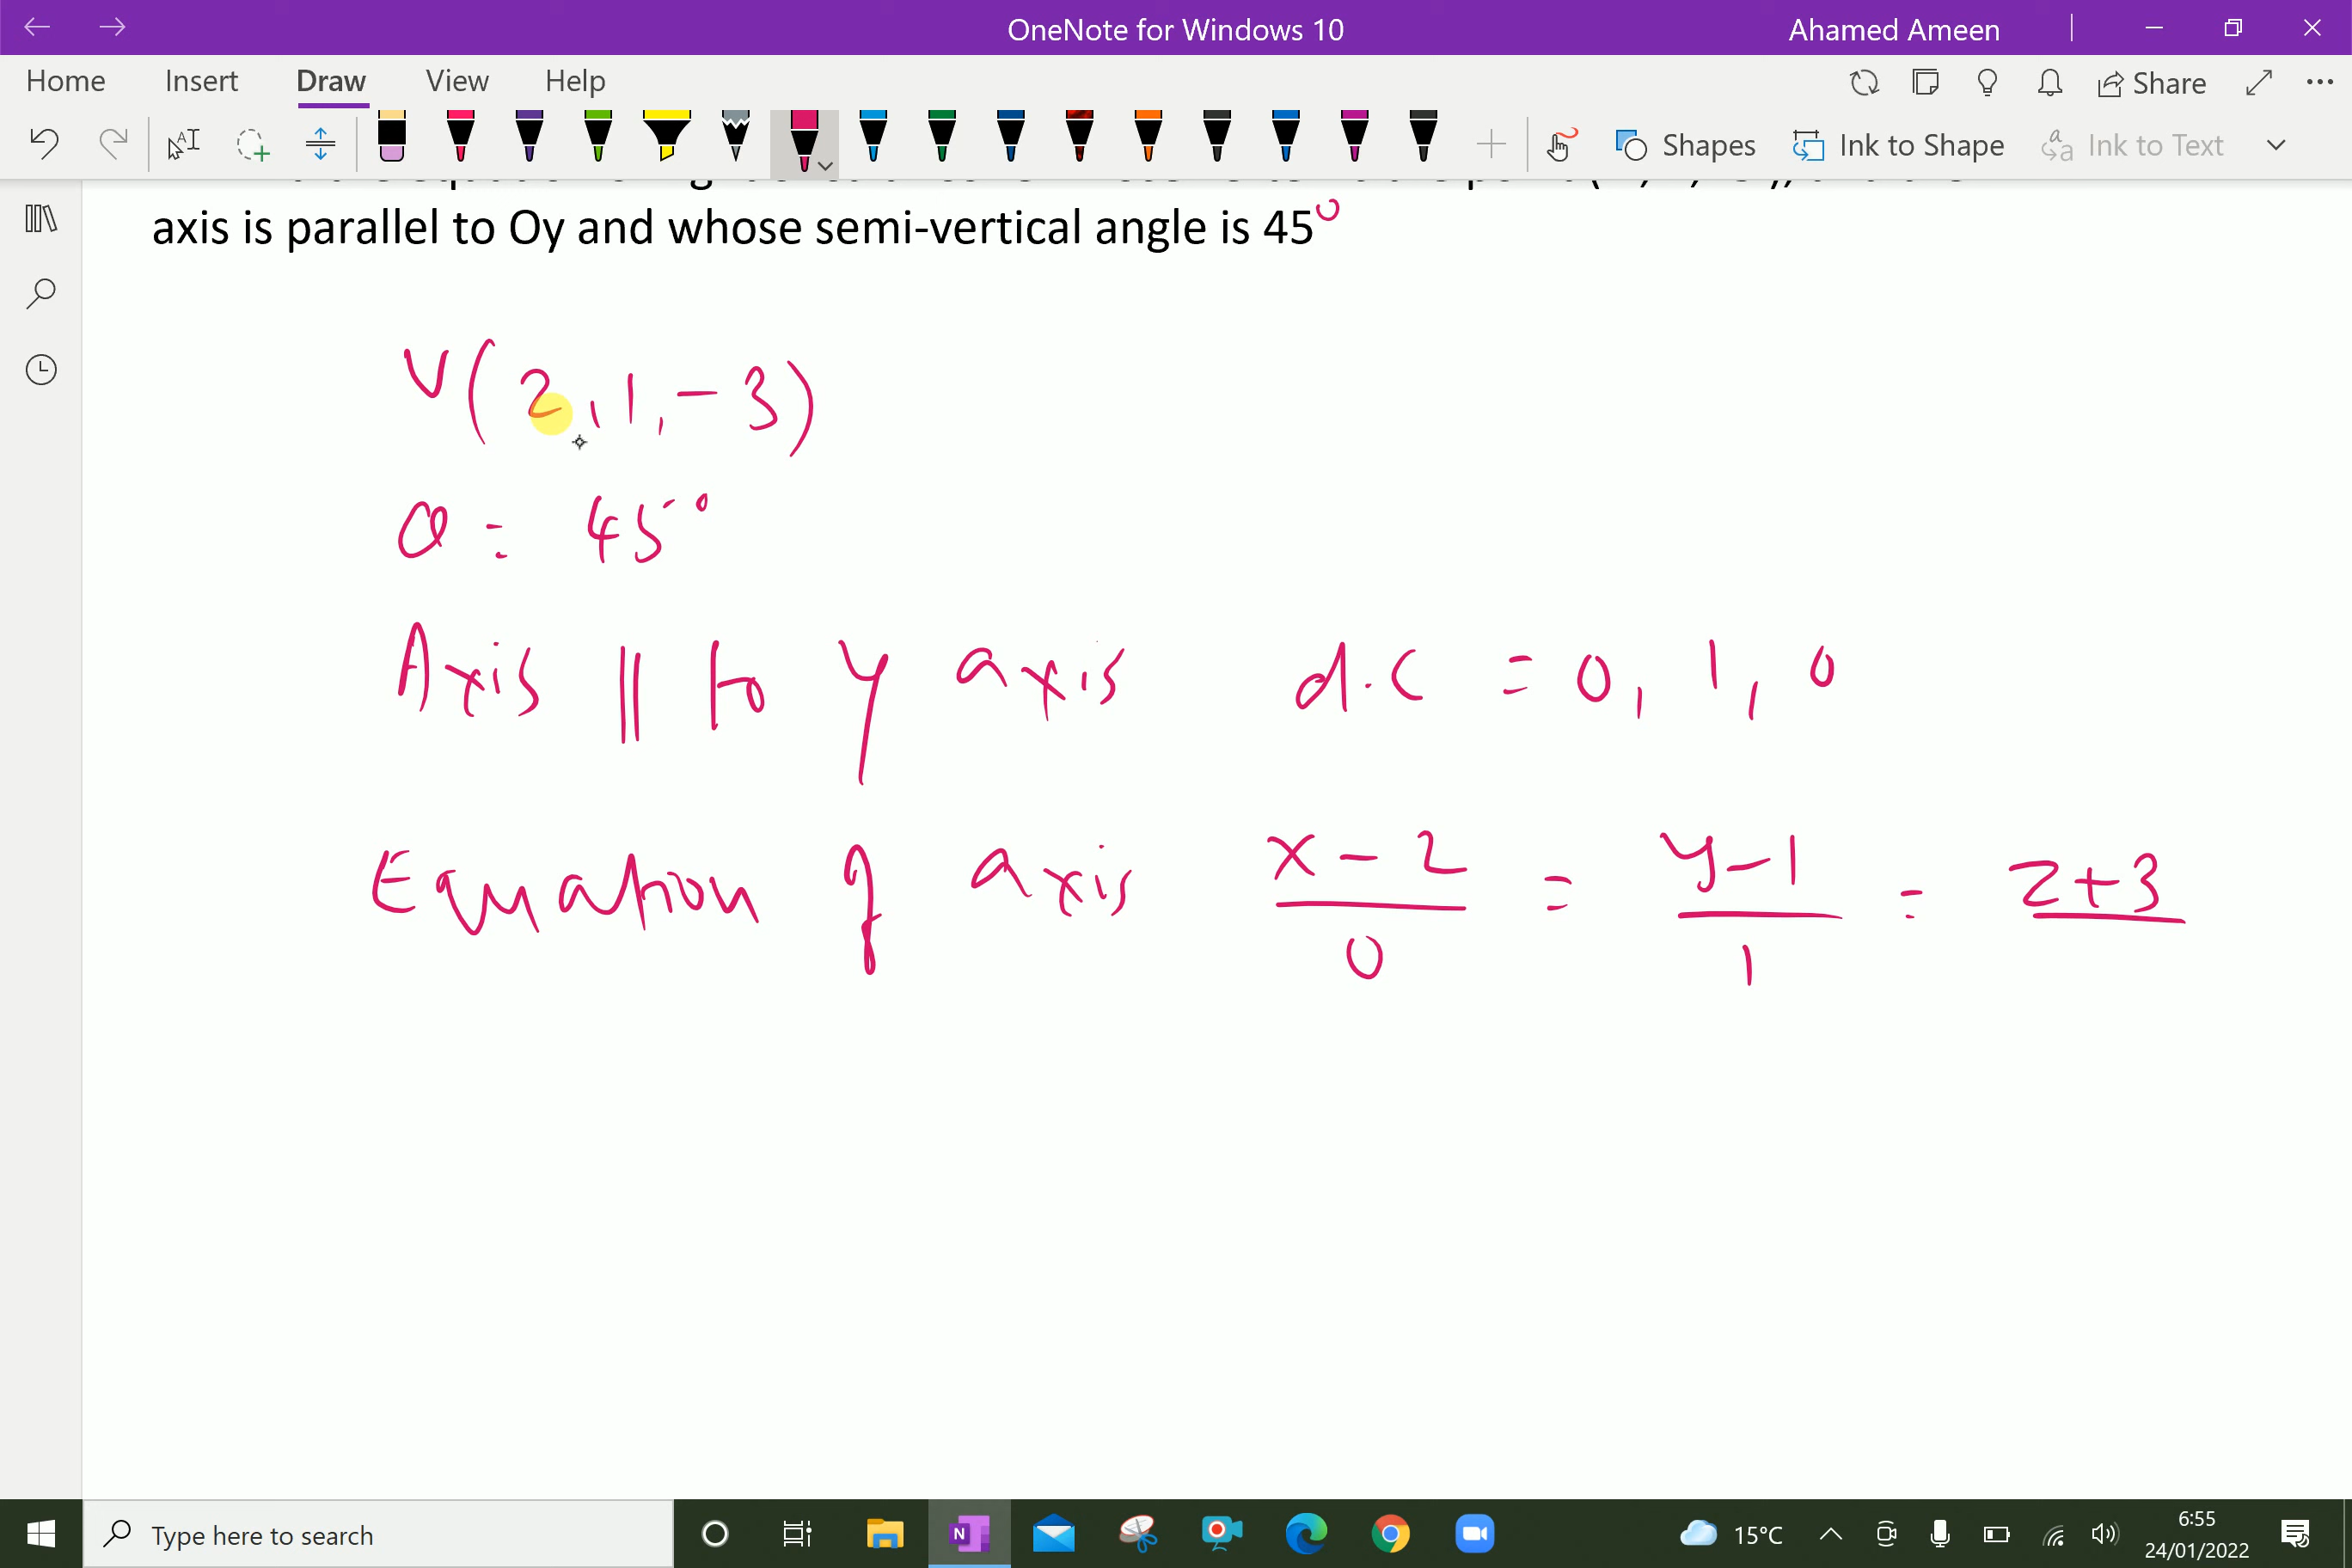 OneNote for Windows 10
Ahamed Ameen
Home Insert Draw View Help
Share
Shapes Ink to Shape Ink to Text
axis is parallel to Oy and whose semi-vertical angle is 45⁰
V(2,1,-3)
α = 45°
Axis || to y axis d.c = 0, 1, 0
Equation of axis x-2/0 = y-1/1 = z+3/
Type here to search
15°C
6:55
24/01/2022